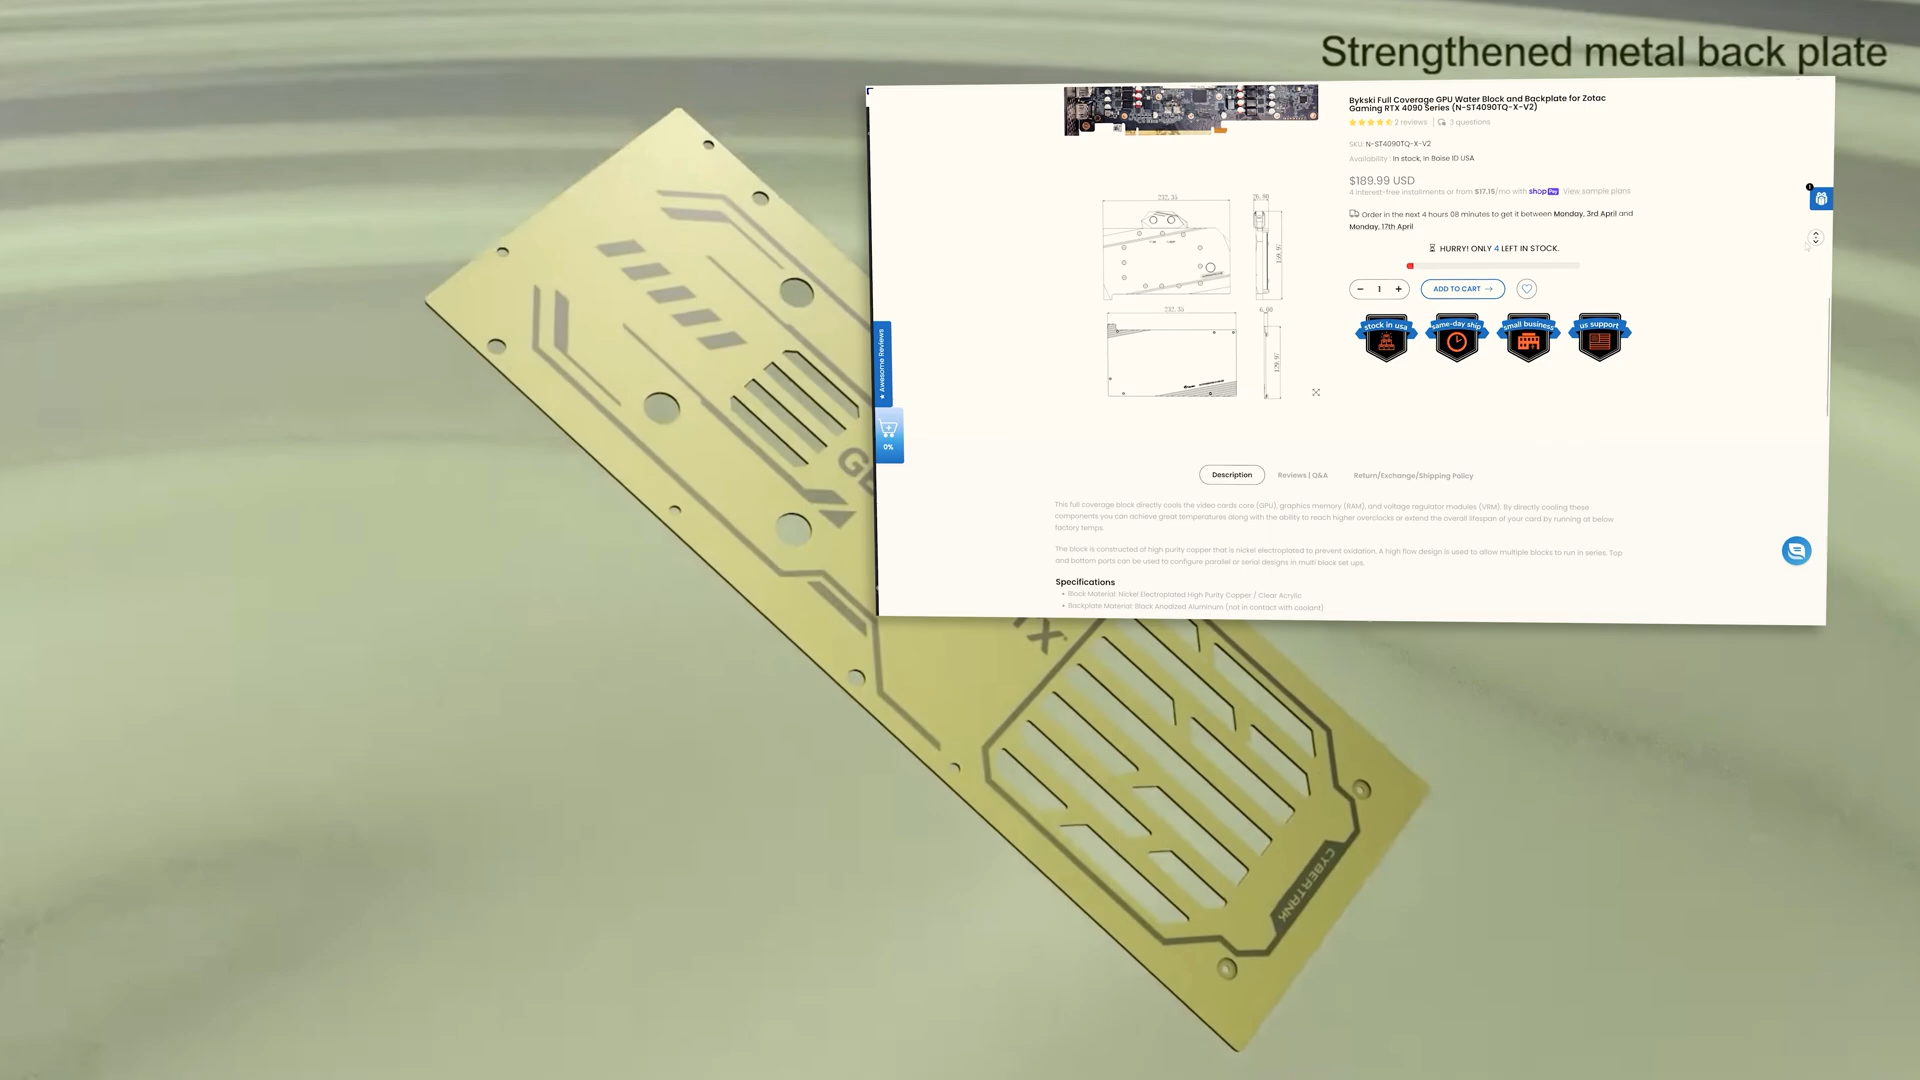 Strengthened metal back plate
Bykski Full Coverage GPU Water Block and Backplate for Zotac
Gaming RTX 4090 Series (N-ST4090TQ-X-V2)
2 reviews
3 questions
SKU: N-ST4090TQ-X-V2
Availability : In stock, In Boise ID USA
$189.99 USD
4 interest-free installments or from $17.15/mo with shop Pay View sample plans
Order in the next 4 hours 08 minutes to get it between Monday, 3rd April and
Monday, 17th April
HURRY! ONLY 4 LEFT IN STOCK.
− 1 +
ADD TO CART
stock in usa
same-day ship
small business
us support
232.35
232.35
6.00
★ Awesome Reviews
0%
Description
Reviews | Q&A
Return/Exchange/Shipping Policy
This full coverage block directly cools the video cards core (GPU), graphics memory (RAM), and voltage regulator modules (VRM). By directly cooling these
components you can achieve great temperatures along with the ability to reach higher overclocks or extend the overall lifespan of your card by running at below
factory temps.
The block is constructed of high purity copper that is nickel electroplated to prevent oxidation. A high flow design is used to allow multiple blocks to run in series. Top
and bottom ports can be used to configure parallel or serial designs in multi block set ups.
Specifications
• Block Material: Nickel Electroplated High Purity Copper / Clear Acrylic
• Backplate Material: Black Anodized Aluminum (not in contact with coolant)
CYBERTANK